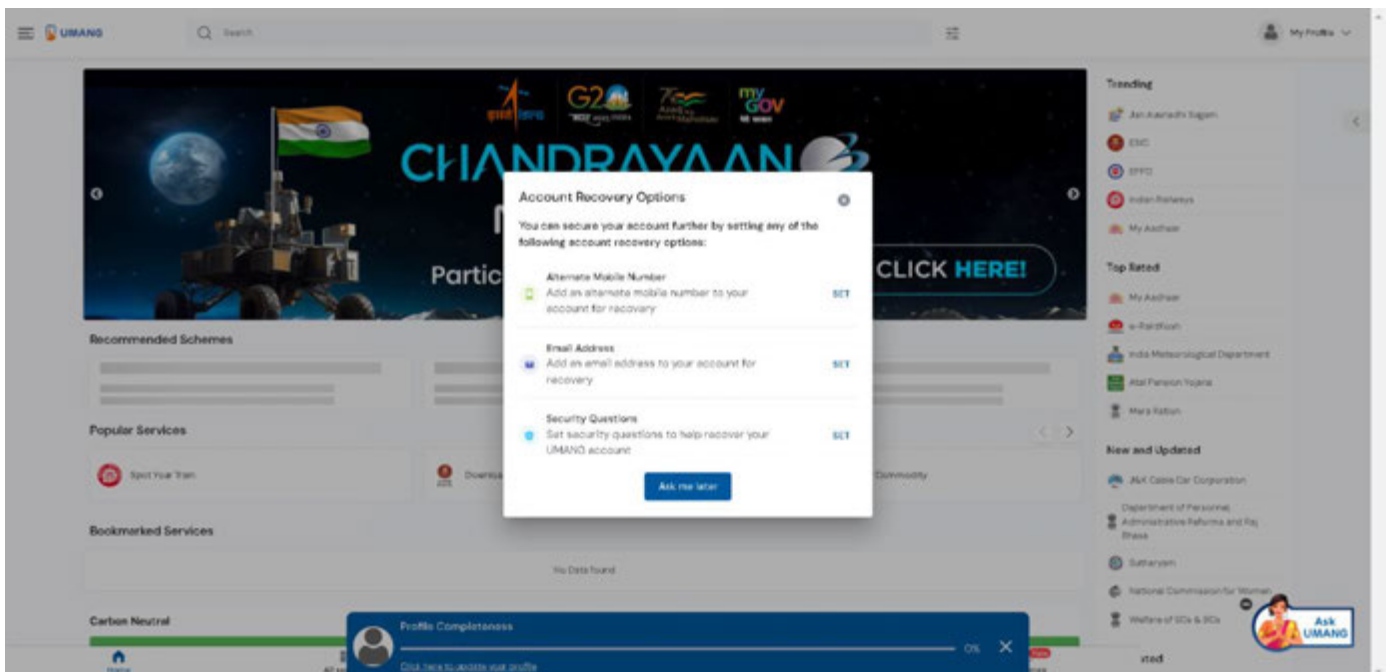 UMANG
Search
My Profile
G20
my
GOV
CHANDRAYAAN
Partic
CLICK HERE!
Account Recovery Options
You can secure your account further by setting any of the
following account recovery options:
Alternate Mobile Number
Add an alternate mobile number to your
account for recovery
SET
Email Address
Add an email address to your account for
recovery
SET
Security Questions
Set security questions to help recover your
UMANG account
SET
Ask me later
Recommended Schemes
Popular Services
Spot Your Train
Commodity
Bookmarked Services
No Data found
Carbon Neutral
Profile Completeness
0%
Click here to update your profile
Home
Trending
Jan Aushadhi Sugam
ESIC
EPFO
Indian Railways
My Aadhaar
Top Rated
My Aadhaar
e-RaktKosh
India Meteorological Department
Atal Pension Yojana
Mera Ration
New and Updated
J&K Cable Car Corporation
Department of Personnel,
Administrative Reforms and Raj
Bhasa
National Commission for Women
Welfare of SCs & BCs
Ask
UMANG